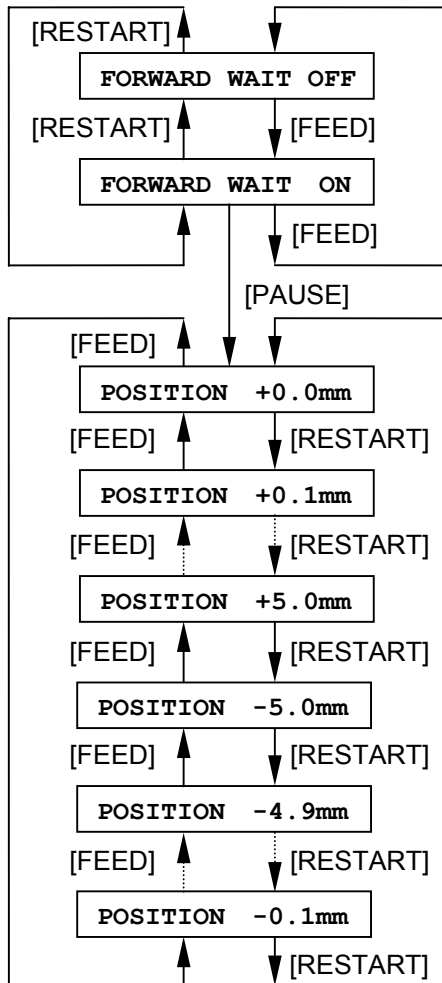 [RESTART]
FORWARD WAIT OFF
[RESTART]
[FEED]
FORWARD WAIT ON
[FEED]
[PAUSE]
[FEED]
POSITION +0.0mm
[FEED]
[RESTART]
POSITION +0.1mm
[FEED]
[RESTART]
POSITION +5.0mm
[FEED]
[RESTART]
POSITION -5.0mm
[FEED]
[RESTART]
POSITION -4.9mm
[FEED]
[RESTART]
POSITION -0.1mm
[RESTART]